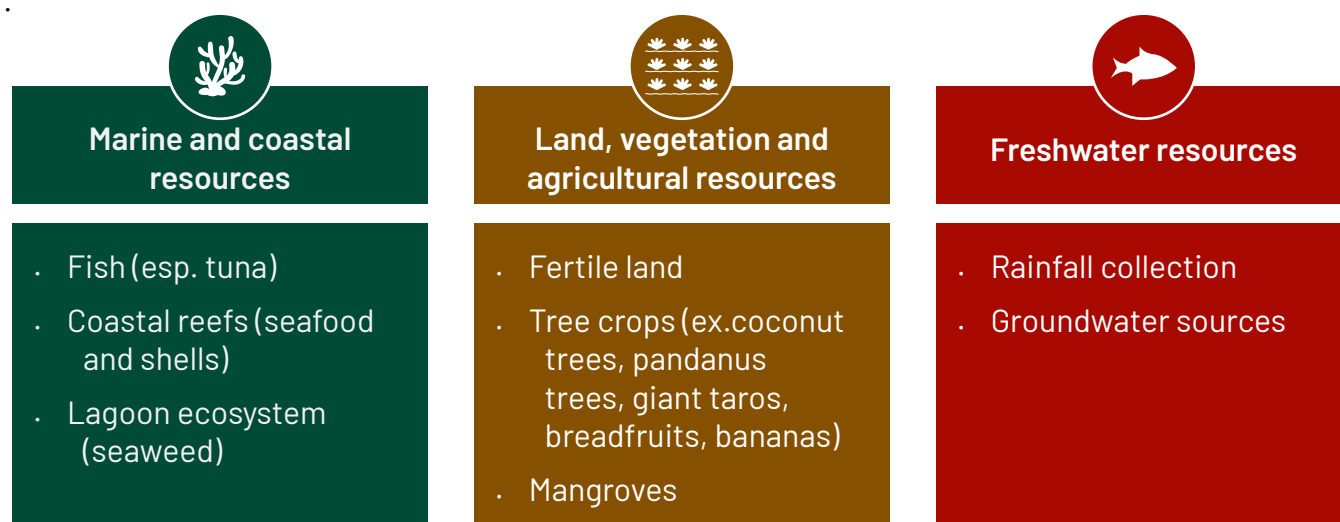 .
Marine and coastal
resources
. Fish (esp. tuna)
. Coastal reefs (seafood
and shells)
. Lagoon ecosystem
(seaweed)
Land, vegetation and
agricultural resources
. Fertile land
. Tree crops (ex.coconut
trees, pandanus
trees, giant taros,
breadfruits, bananas)
. Mangroves
Freshwater resources
. Rainfall collection
. Groundwater sources